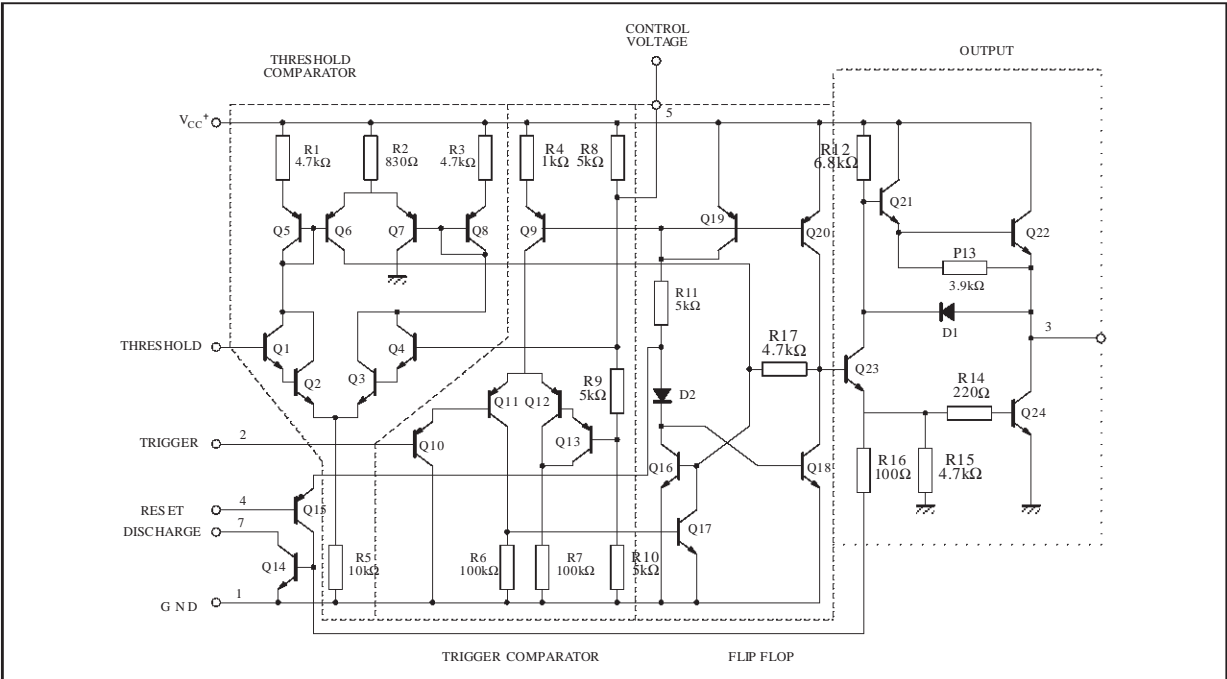 CONTROL
VOLTAGE
OUTPUT
THRESHOLD
COMPARATOR
5
VCC+
R1
4.7kΩ
R2
830Ω
R3
4.7kΩ
R4
1kΩ
R8
5kΩ
R12
6.8kΩ
Q21
Q5
Q6
Q7
Q8
Q9
Q19
Q20
Q22
P13
3.9kΩ
R11
5kΩ
D1
3
THRESHOLD
Q1
Q4
R17
4.7kΩ
Q2
Q3
Q11
Q12
R9
5kΩ
D2
Q23
R14
220Ω
Q24
TRIGGER
2
Q10
Q13
Q16
Q18
R16
100Ω
R15
4.7kΩ
RESET
4
Q15
DISCHARGE
7
Q17
Q14
R5
10kΩ
R6
100kΩ
R7
100kΩ
R10
5kΩ
GND
1
TRIGGER COMPARATOR
FLIP FLOP